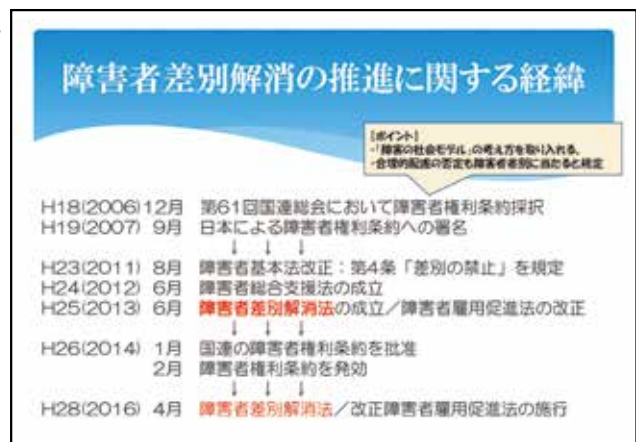 障害者差別解消の推進に関する経緯
[ポイント]
・「障害の社会モデル」の考え方を取り入れる、
・合理的配慮の否定も障害者差別に当たると規定
H18(2006)12月 第61回国連総会において障害者権利条約採択
H19(2007) 9月 日本による障害者権利条約への署名
↓ ↓ ↓
H23(2011) 8月 障害者基本法改正：第4条「差別の禁止」を規定
H24(2012) 6月 障害者総合支援法の成立
H25(2013) 6月 障害者差別解消法の成立／障害者雇用促進法の改正
↓ ↓ ↓
H26(2014) 1月 国連の障害者権利条約を批准
2月 障害者権利条約を発効
↓ ↓ ↓
H28(2016) 4月 障害者差別解消法／改正障害者雇用促進法の施行